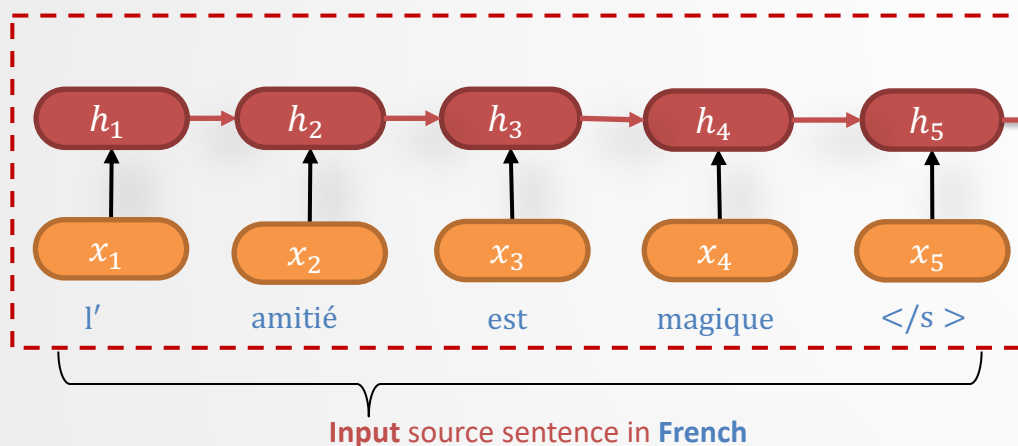 h₁ h₂ h₃ h₄ h₅
x₁ x₂ x₃ x₄ x₅
l′ amitié est magique </s >
Input source sentence in French